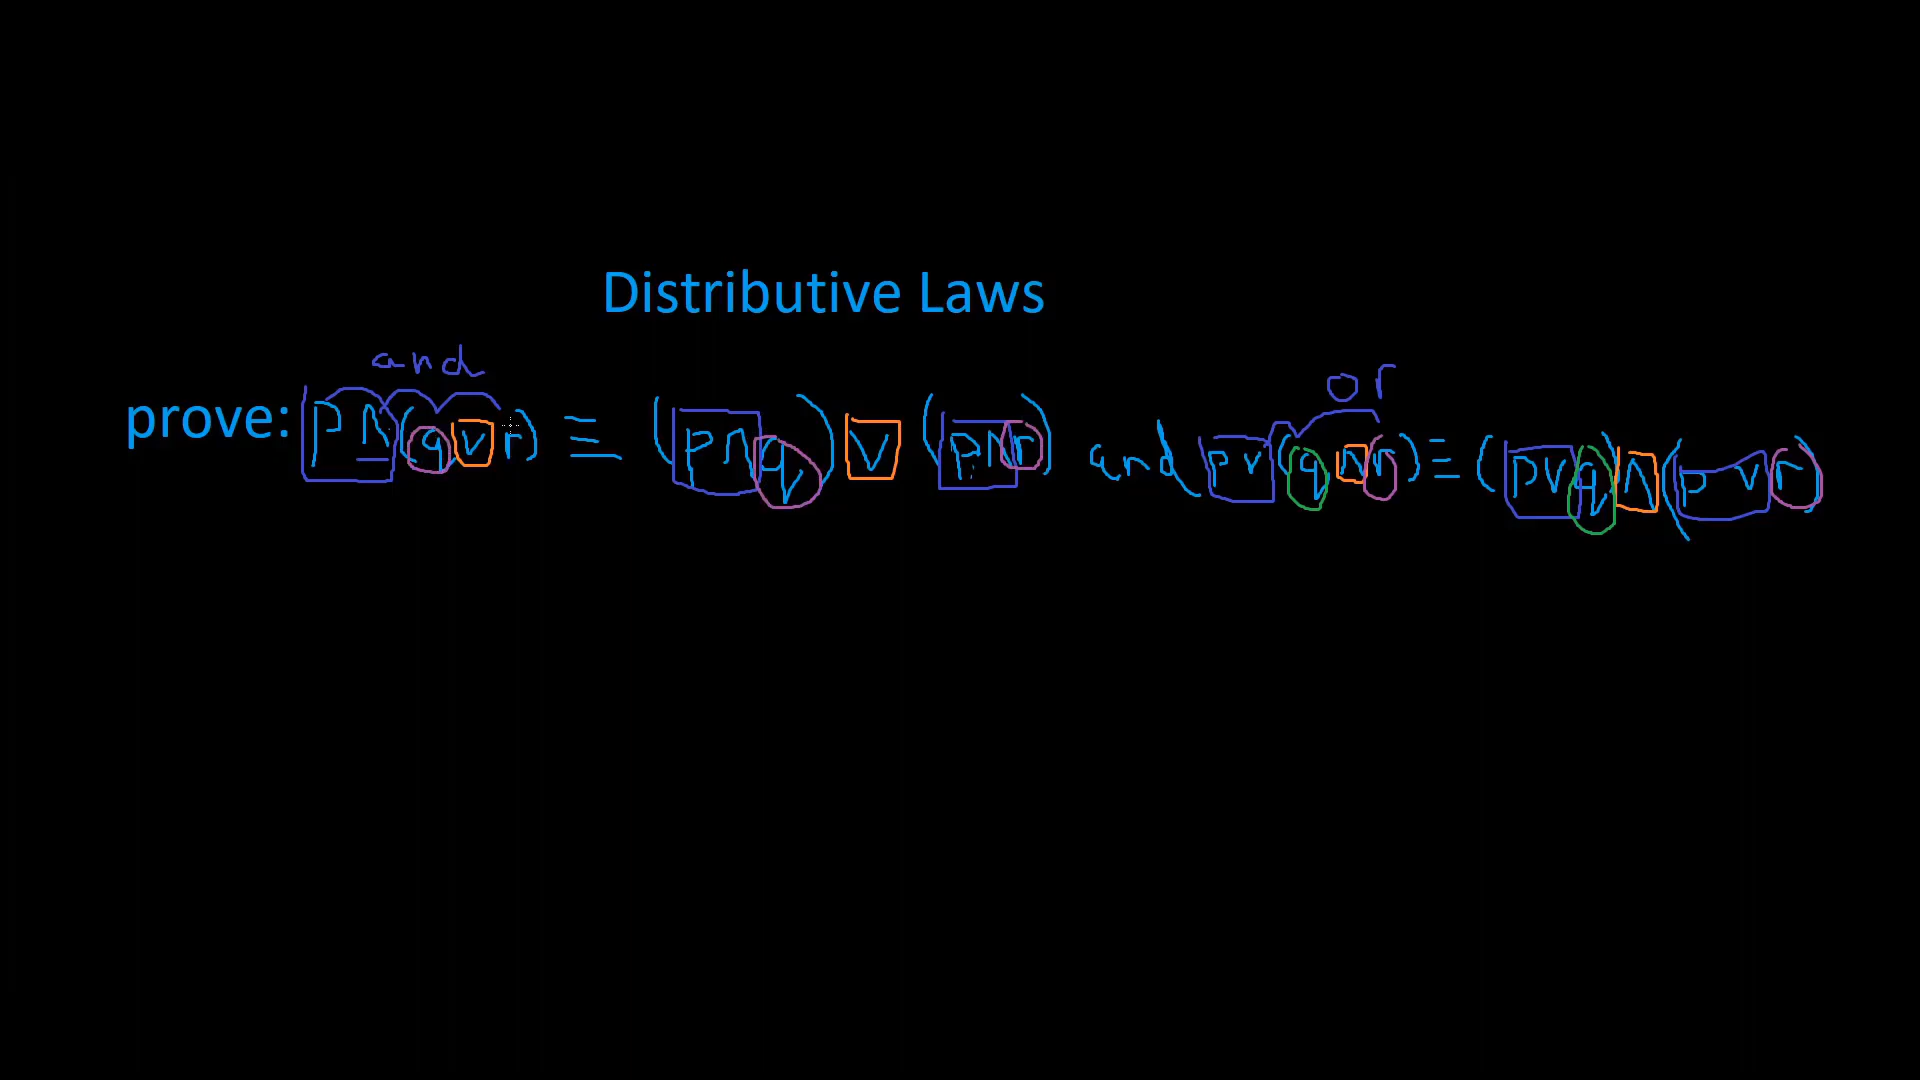 Distributive Laws
and or
prove: p ∧ (q ∨ r) ≡ (p ∧ q) ∨ (p ∧ r) and (p ∨ (q ∧ r) ≡ (p ∨ q) ∧ (p ∨ r)